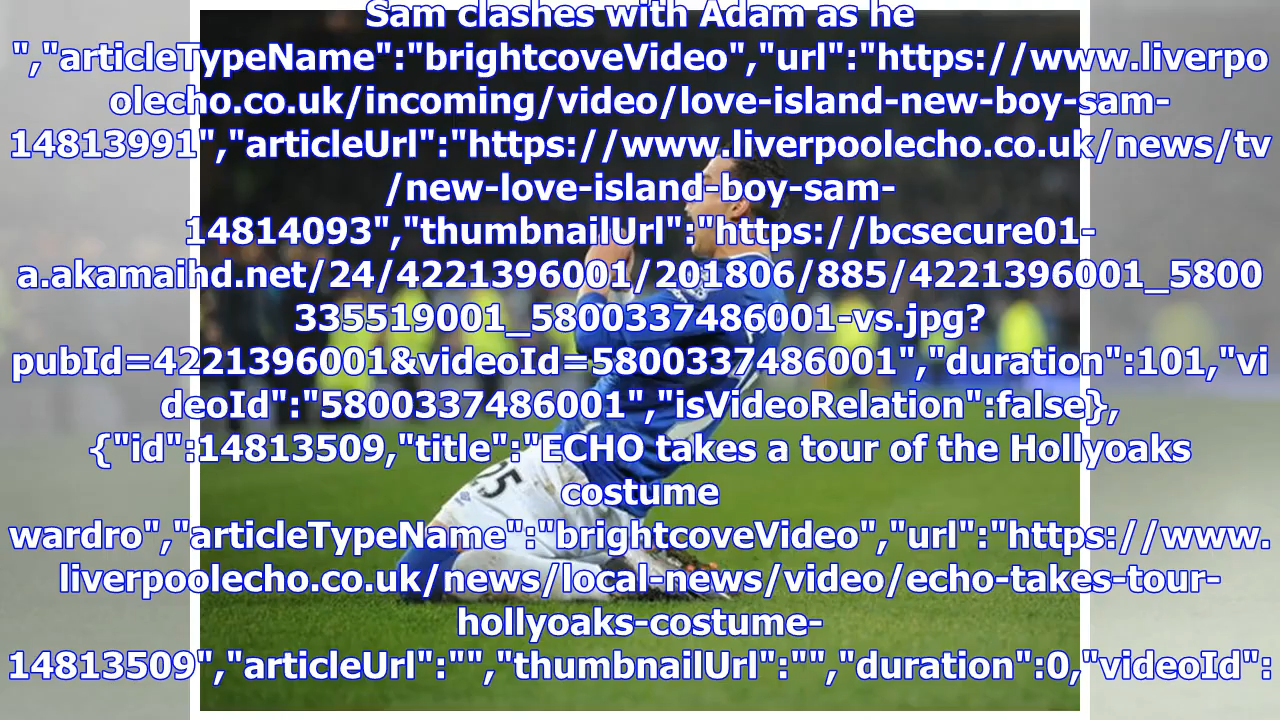 Sam clashes with Adam as he
","articleTypeName":"brightcoveVideo","url":"https://www.liverpo
olecho.co.uk/incoming/video/love-island-new-boy-sam-
14813991","articleUrl":"https://www.liverpoolecho.co.uk/news/tv
/new-love-island-boy-sam-
14814093","thumbnailUrl":"https://bcsecure01-
a.akamaihd.net/24/4221396001/201806/885/4221396001_5800
335519001_5800337486001-vs.jpg?
pubId=4221396001&videoId=5800337486001","duration":101,"vi
deoId":"5800337486001","isVideoRelation":false},
{"id":14813509,"title":"ECHO takes a tour of the Hollyoaks
costume
wardro","articleTypeName":"brightcoveVideo","url":"https://www.
liverpoolecho.co.uk/news/local-news/video/echo-takes-tour-
hollyoaks-costume-
14813509","articleUrl":"","thumbnailUrl":"","duration":0,"videoId":
25